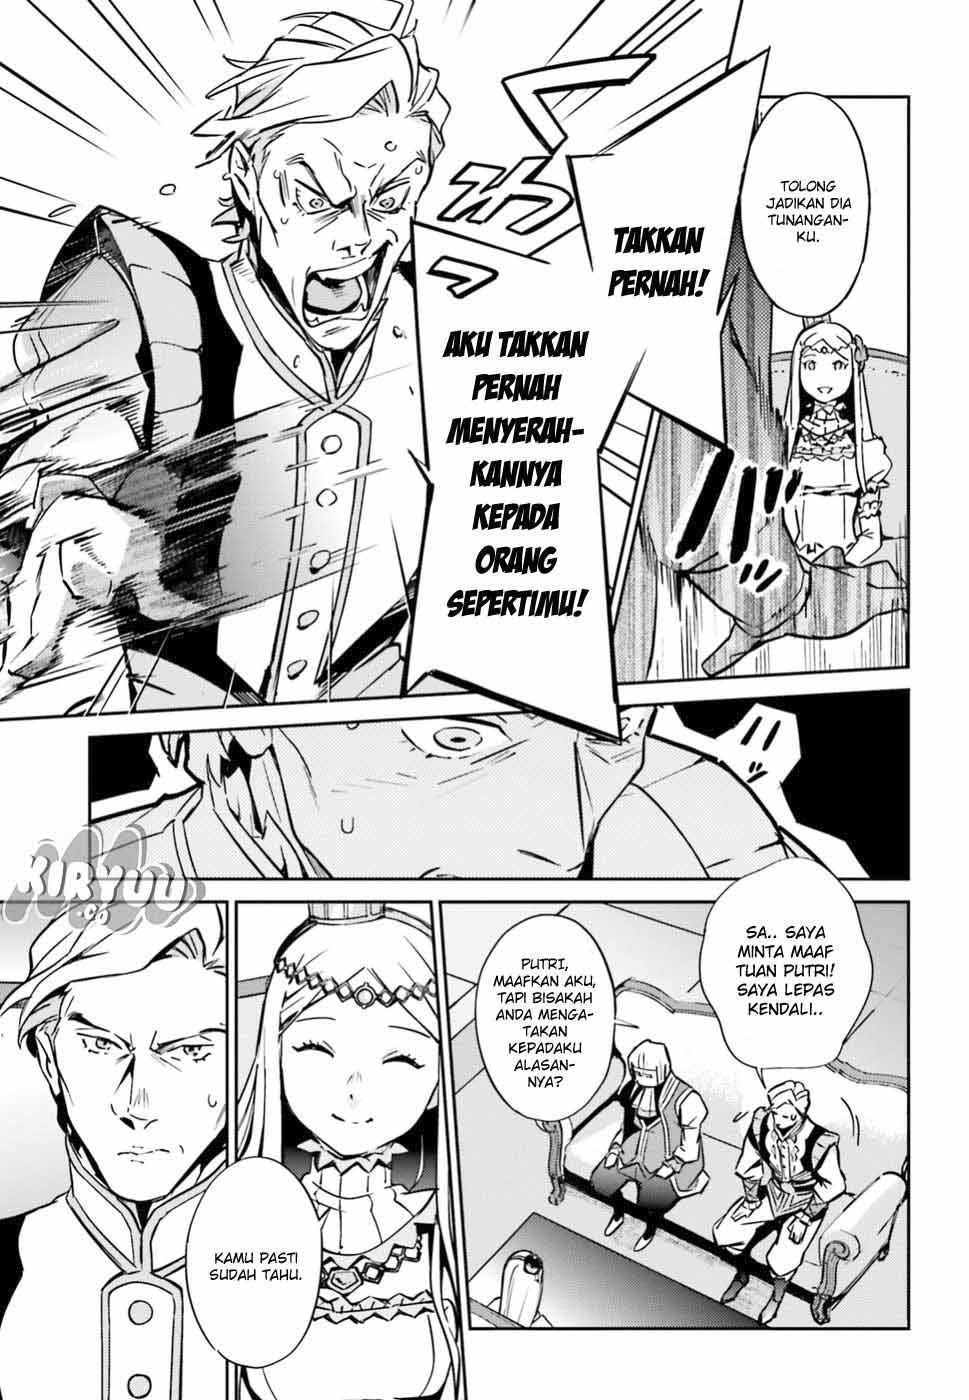 TOLONG
JADIKAN DIA
TUNANGAN-
KU.
TAKKAN
PERNAH!
AKU TAKKAN
PERNAH
MENYERAH-
KANNYA
KEPADA
ORANG
SEPERTIMU!
SA.. SAYA
MINTA MAAF
TUAN PUTRI!
SAYA LEPAS
KENDALI..
PUTRI,
MAAFKAN AKU,
TAPI BISAKAH
ANDA MENGA-
TAKAN
KEPADAKU
ALASAN-
NYA?
KAMU PASTI
SUDAH TAHU.
KIRYUU
.CO